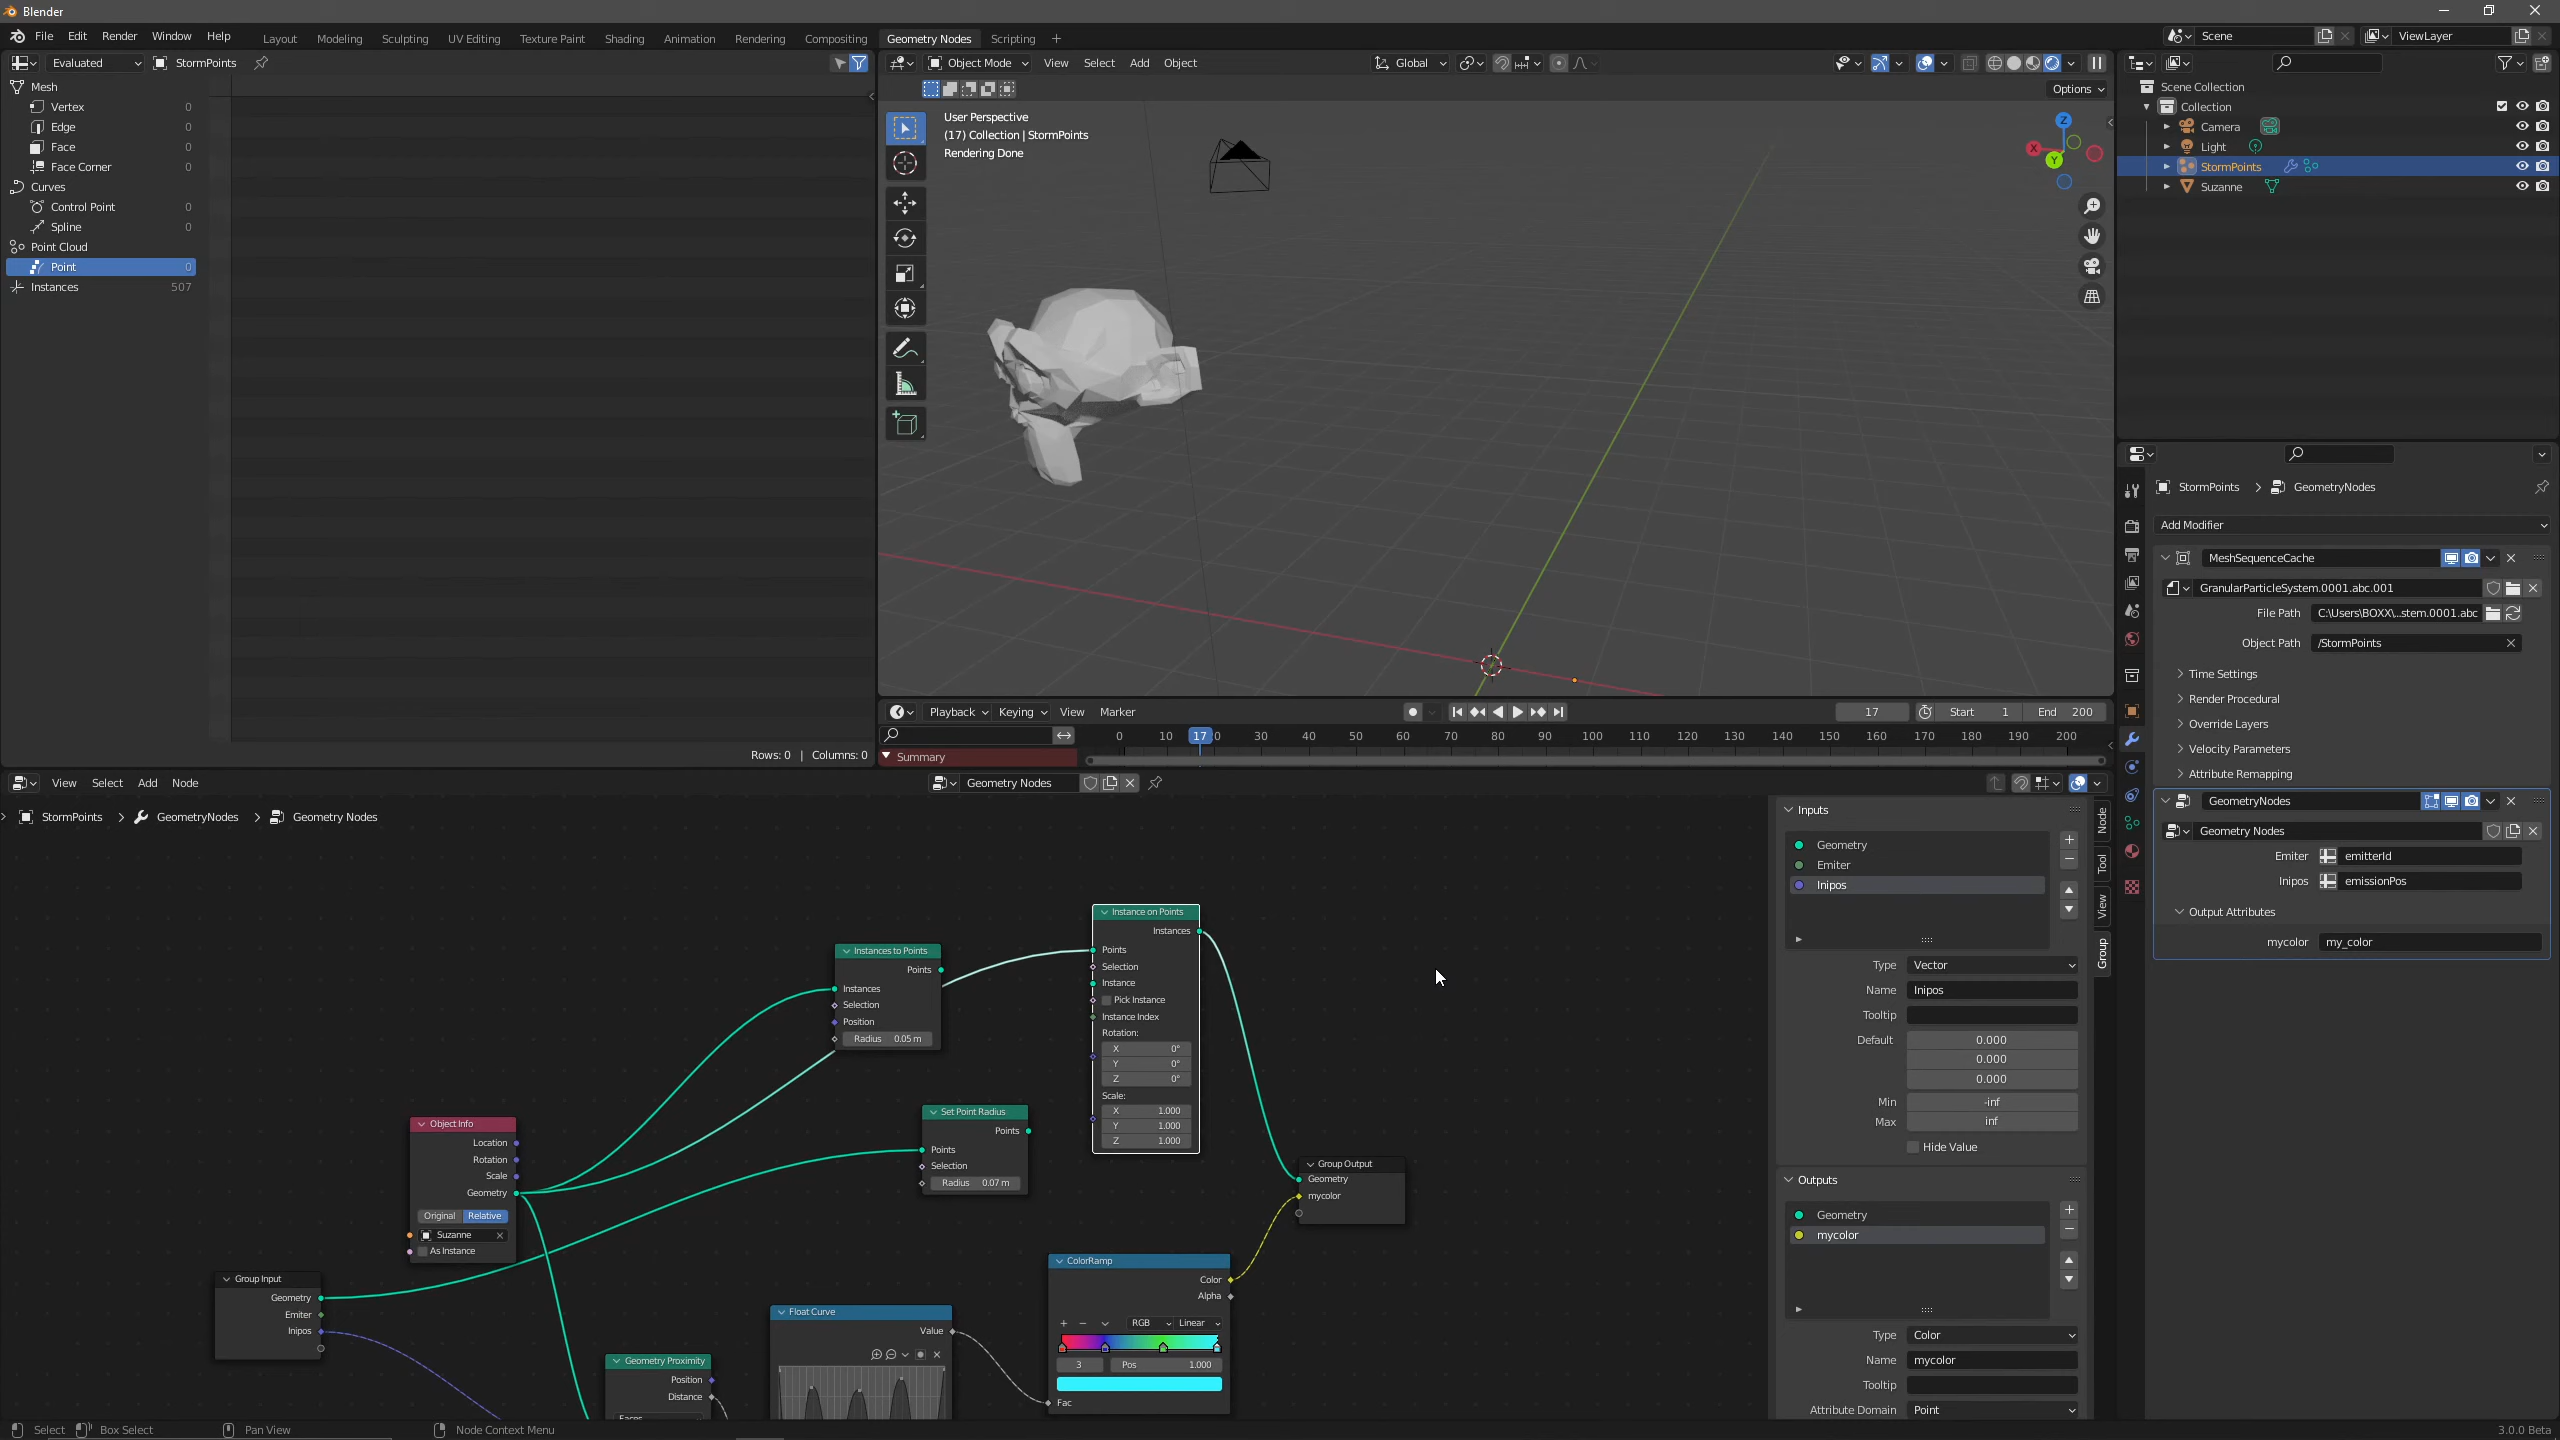 Blender
File Edit Render Window Help Layout Modeling Sculpting UV Editing Texture Paint Shading Animation Rendering Compositing Geometry Nodes Scripting +
Scene ViewLayer
Evaluated StormPoints
Mesh
Vertex 0
Edge 0
Face 0
Face Corner 0
Curves
Control Point 0
Spline 0
Point Cloud
Point 0
Instances 507
Rows: 0 | Columns: 0
Object Mode View Select Add Object Global
Options
User Perspective
(17) Collection | StormPoints
Rendering Done
Z
X
Y
Playback Keying View Marker 17 Start 1 End 200
0 10 17 20 30 40 50 60 70 80 90 100 110 120 130 140 150 160 170 180 190 200
Summary
Scene Collection
Collection
Camera
Light
StormPoints
Suzanne
StormPoints > GeometryNodes
Add Modifier
MeshSequenceCache
GranularParticleSystem.0001.abc.001
File Path C:\Users\BOXX\...stem.0001.abc
Object Path /StormPoints
Time Settings
Render Procedural
Override Layers
Velocity Parameters
Attribute Remapping
GeometryNodes
Geometry Nodes
Emiter emitterId
Inipos emissionPos
Output Attributes
mycolor my_color
View Select Add Node Geometry Nodes
StormPoints > GeometryNodes > Geometry Nodes
Instances to Points
Points
Instances
Selection
Position
Radius 0.05 m
Instance on Points
Instances
Points
Selection
Instance
Pick Instance
Instance Index
Rotation:
X 0°
Y 0°
Z 0°
Scale:
X 1.000
Y 1.000
Z 1.000
Set Point Radius
Points
Points
Selection
Radius 0.07 m
Object Info
Location
Rotation
Scale
Geometry
Original Relative
Suzanne
As Instance
Group Output
Geometry
mycolor
Group Input
Geometry
Emiter
Inipos
ColorRamp
Color
Alpha
RGB Linear
3 Pos 1.000
Fac
Float Curve
Value
Geometry Proximity
Position
Distance
Faces
Inputs
Geometry
Emiter
Inipos
Type Vector
Name Inipos
Tooltip
Default 0.000
0.000
0.000
Min -inf
Max inf
Hide Value
Outputs
Geometry
mycolor
Type Color
Name mycolor
Tooltip
Attribute Domain Point
Node
Tool
View
Group
Select Box Select Pan View Node Context Menu 3.0.0 Beta